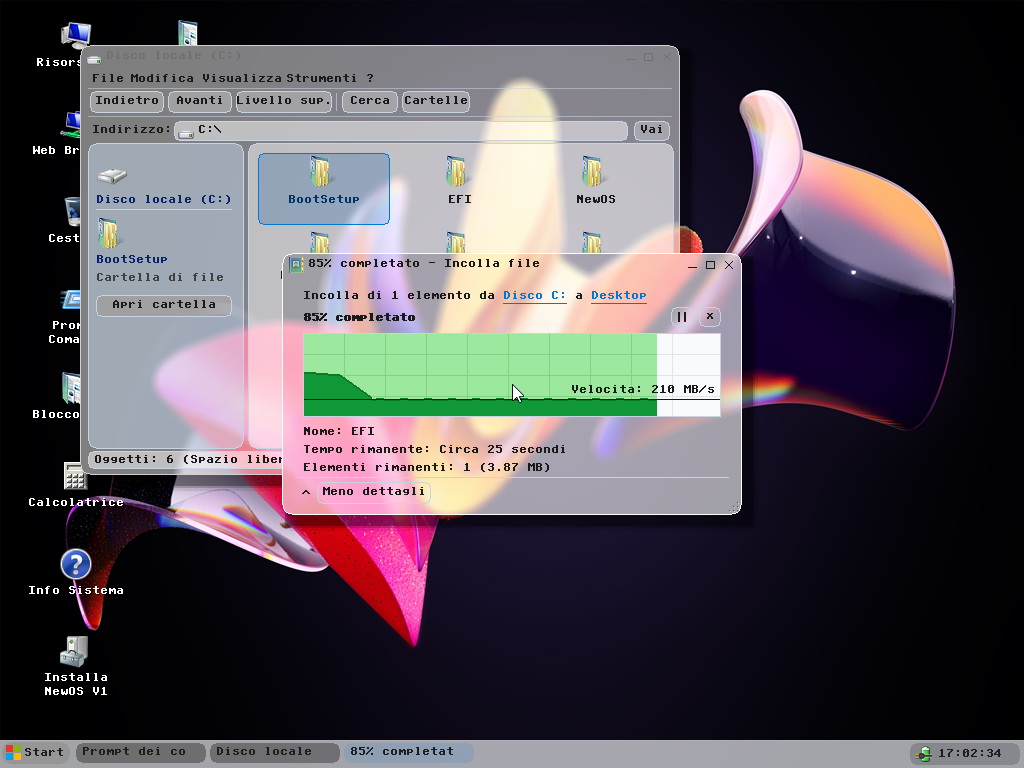 Risors
Web Br
Cest
Pron
Coma
Blocco
Calcolatrice
Info Sistema
Installa
NewOS V1
Disco locale (C:)
File Modifica Visualizza Strumenti ?
Indietro Avanti Livello sup. Cerca Cartelle
Indirizzo: C:\ Vai
Disco locale (C:)
BootSetup
Cartella di file
Apri cartella
BootSetup EFI NewOS
Oggetti: 6 (Spazio liber
85% completato - Incolla file
Incolla di 1 elemento da Disco C: a Desktop
85% completato
Velocita: 210 MB/s
Nome: EFI
Tempo rimanente: Circa 25 secondi
Elementi rimanenti: 1 (3.87 MB)
Meno dettagli
Start Prompt dei co Disco locale 85% completat 17:02:34